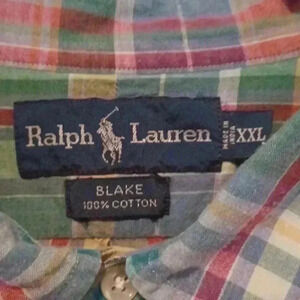 Ralph Lauren
XXL
BLAKE
100% COTTON